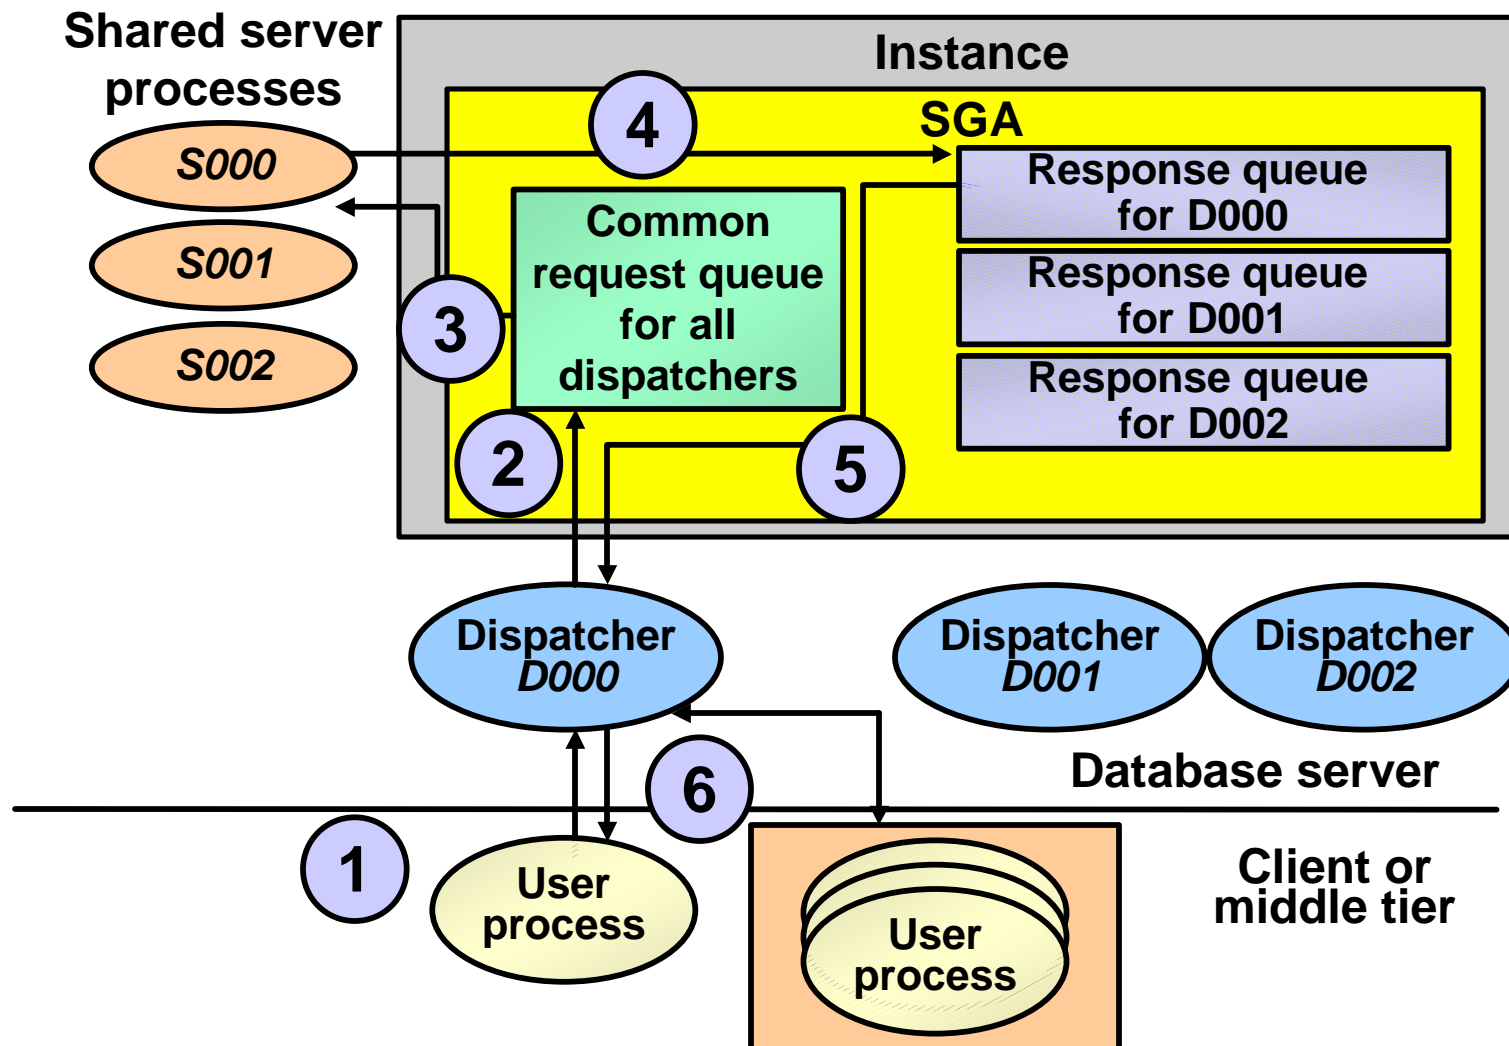 Shared server
processes
Instance
SGA
4
S000
S001
S002
3
Common
request queue
for all
dispatchers
Response queue
for D000
Response queue
for D001
Response queue
for D002
2
5
Dispatcher
D000
Dispatcher
D001
Dispatcher
D002
6
Database server
1
User
process
User
process
Client or
middle tier